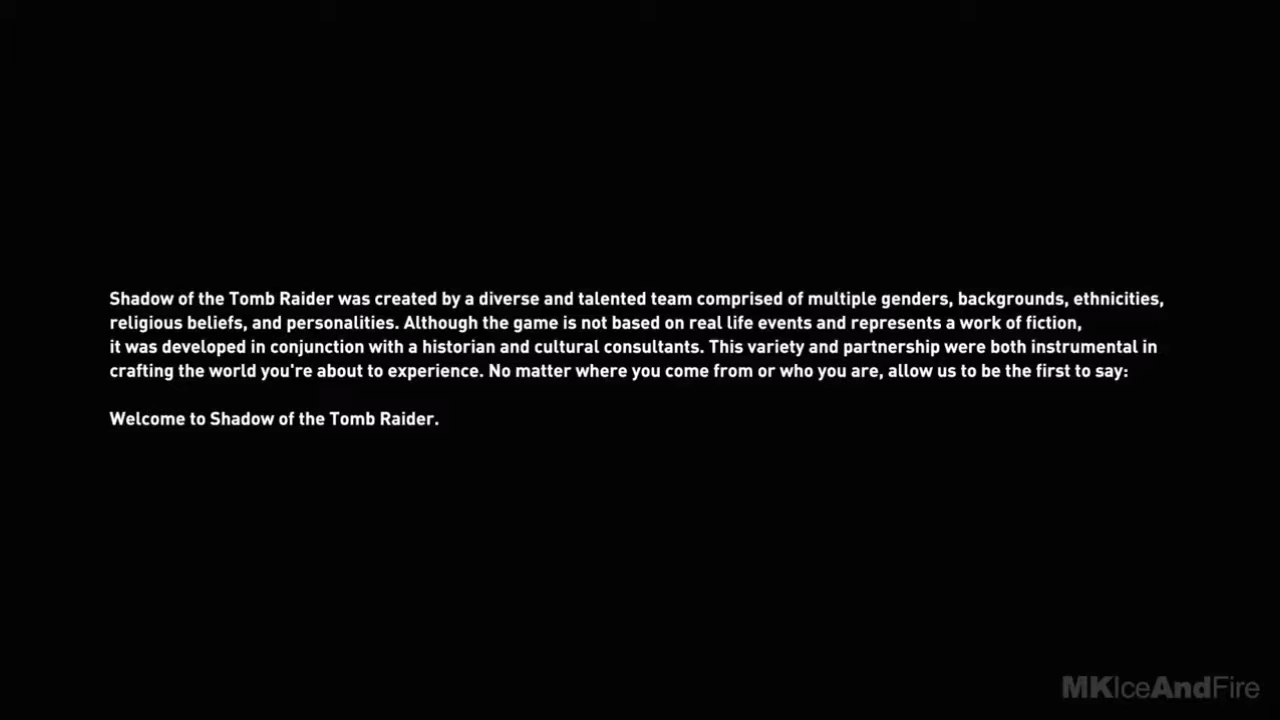 Shadow of the Tomb Raider was created by a diverse and talented team comprised of multiple genders, backgrounds, ethnicities,
religious beliefs, and personalities. Although the game is not based on real life events and represents a work of fiction,
it was developed in conjunction with a historian and cultural consultants. This variety and partnership were both instrumental in
crafting the world you're about to experience. No matter where you come from or who you are, allow us to be the first to say:
Welcome to Shadow of the Tomb Raider.
MKIceAndFire